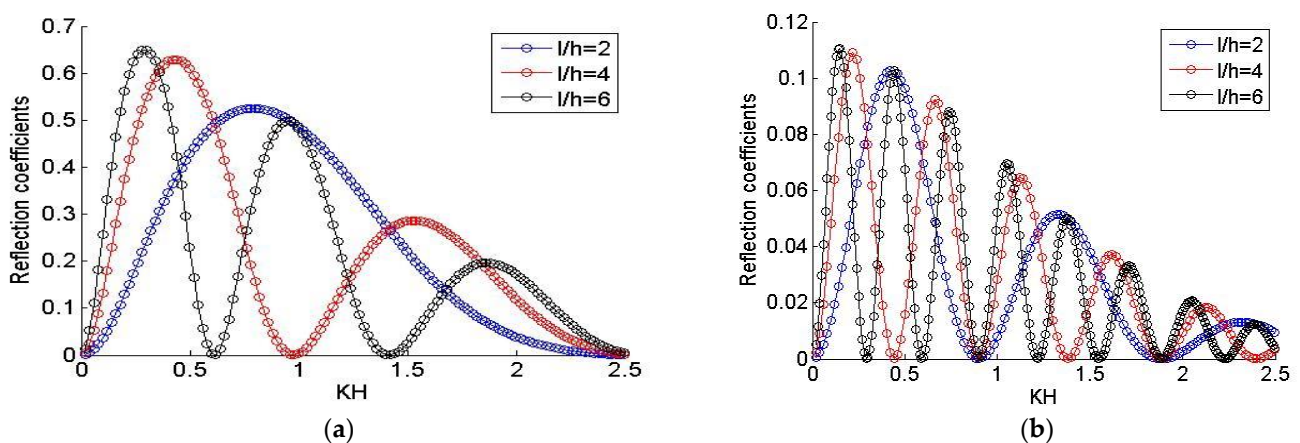 0.7
0.6
0.5
0.4
0.3
0.2
0.1
0
Reflection coefficients
0
0.5
1
1.5
2
2.5
KH
l/h=2
l/h=4
l/h=6
(a)
0.12
0.1
0.08
0.06
0.04
0.02
0
Reflection coefficients
0
0.5
1
1.5
2
2.5
KH
l/h=2
l/h=4
l/h=6
(b)